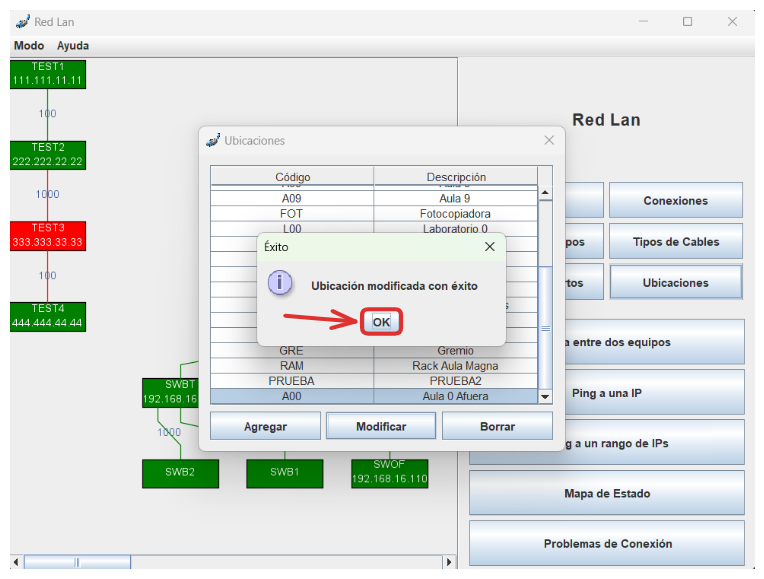 Red Lan
Modo Ayuda
TEST1
111.111.11.11
100
TEST2
222.222.22.22
1000
TEST3
333.333.33.33
100
TEST4
444.444.44.44
SWBT
192.168.16
1000
SWB2
SWB1
SWOF
192.168.16.110
Ubicaciones
Código Descripción
A09 Aula 9
FOT Fotocopiadora
L00 Laboratorio 0
Éxito
Ubicación modificada con éxito
OK
GRE Gremio
RAM Rack Aula Magna
PRUEBA PRUEBA2
A00 Aula 0 Afuera
Agregar Modificar Borrar
Red Lan
Conexiones
pos Tipos de Cables
tos Ubicaciones
a entre dos equipos
Ping a una IP
g a un rango de IPs
Mapa de Estado
Problemas de Conexión